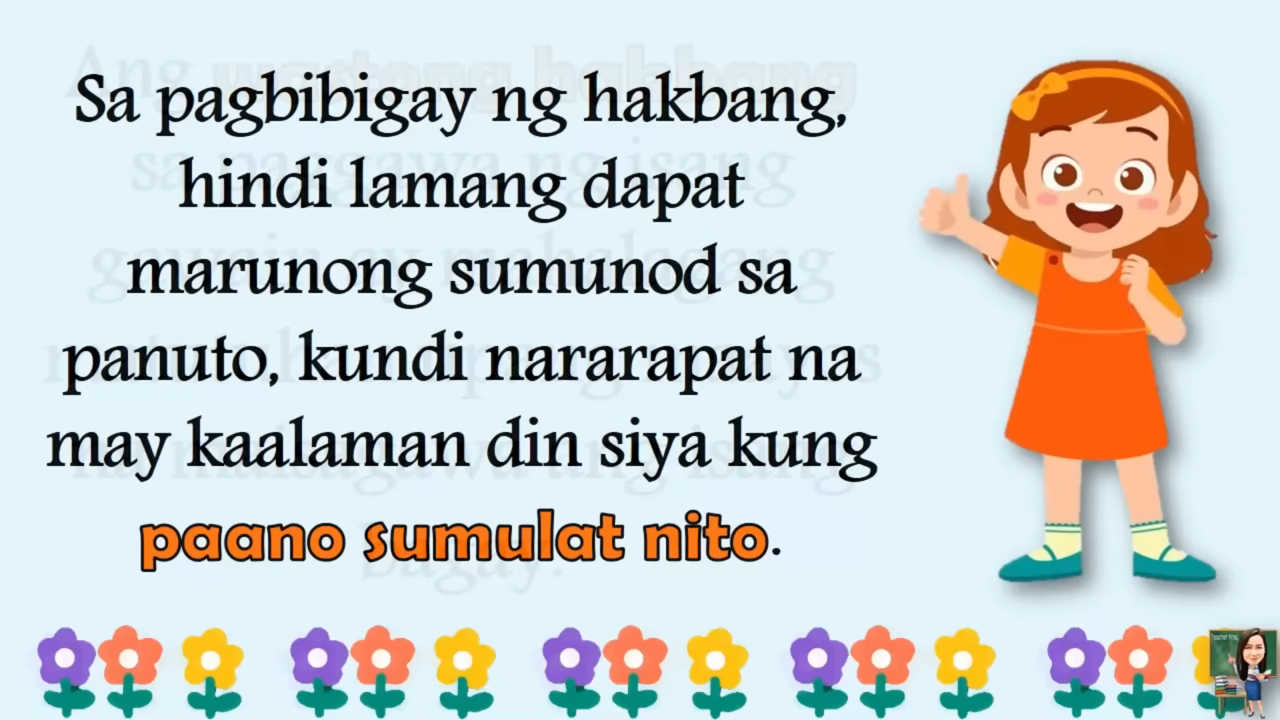 Sa pagbibigay ng hakbang,
hindi lamang dapat
marunong sumunod sa
panuto, kundi nararapat na
may kaalaman din siya kung
paano sumulat nito.